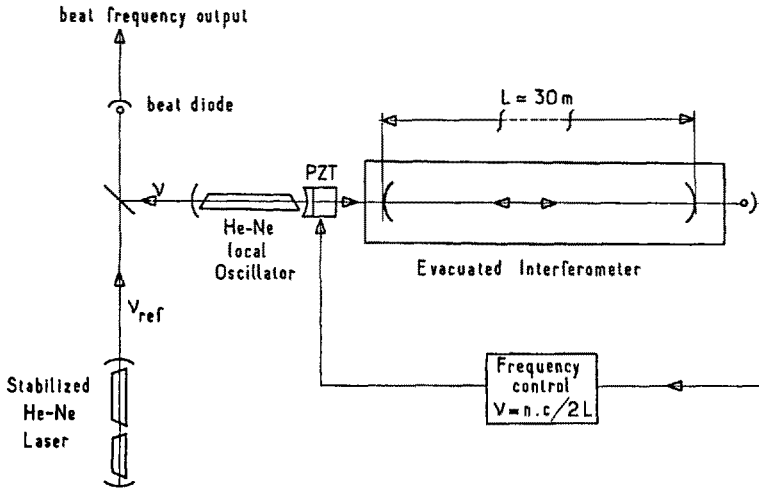 beat frequency output
beat diode
L ≃ 30 m
PZT
ν
He-Ne
local
Oscillator
Evacuated Interferometer
ν ref
Stabilized
He-Ne
Laser
Frequency
control
ν=n.c/2L